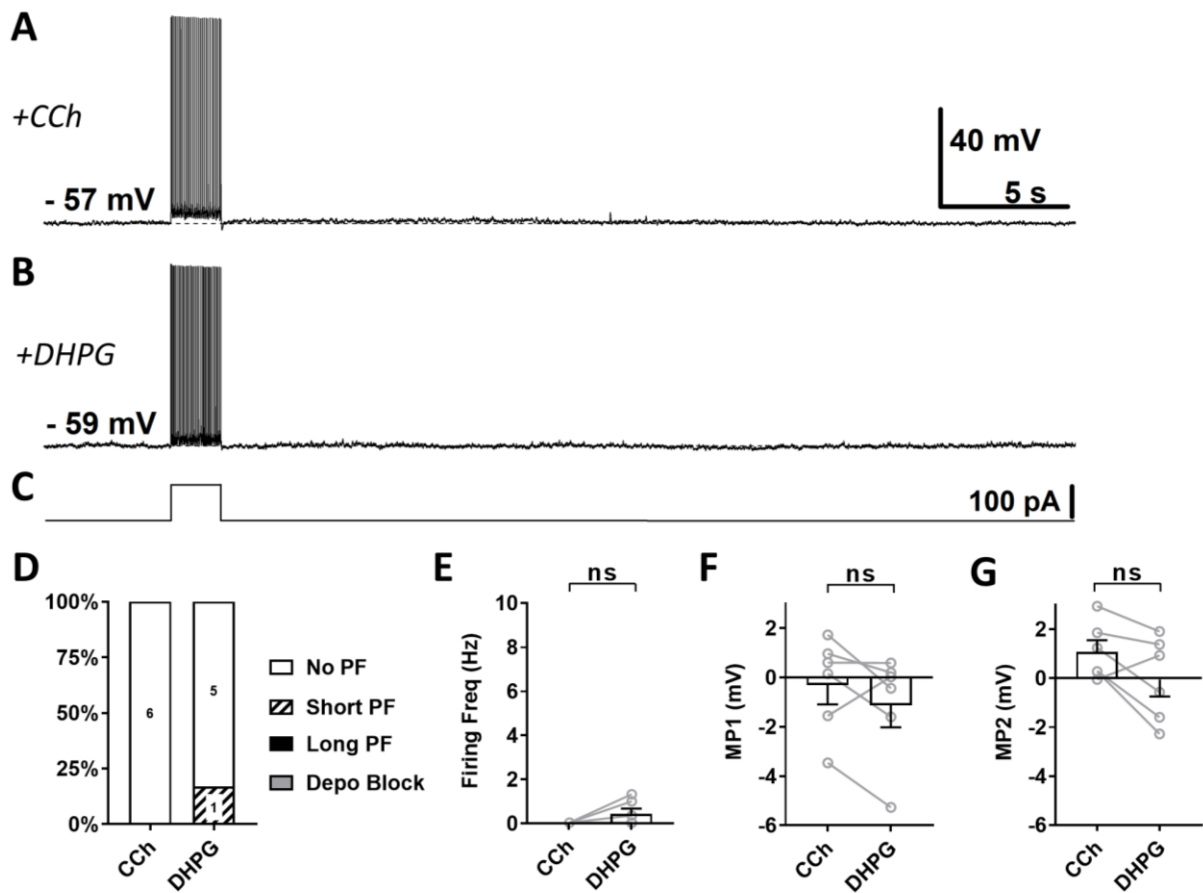 A
+CCh
- 57 mV
40 mV
5 s
B
+DHPG
- 59 mV
C
100 pA
D
100%
75%
50%
25%
0%
6
5
1
CCh
DHPG
No PF
Short PF
Long PF
Depo Block
E
ns
Firing Freq (Hz)
10
8
6
4
2
0
CCh
DHPG
F
ns
MP1 (mV)
2
0
-2
-4
-6
CCh
DHPG
G
ns
MP2 (mV)
2
0
-2
-4
-6
CCh
DHPG